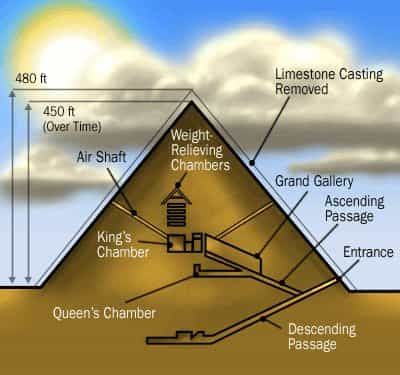 480 ft
450 ft
(Over Time)
Limestone Casting
Removed
Weight-
Relieving
Chambers
Air Shaft
Grand Gallery
Ascending
Passage
King's
Chamber
Entrance
Queen's Chamber
Descending
Passage